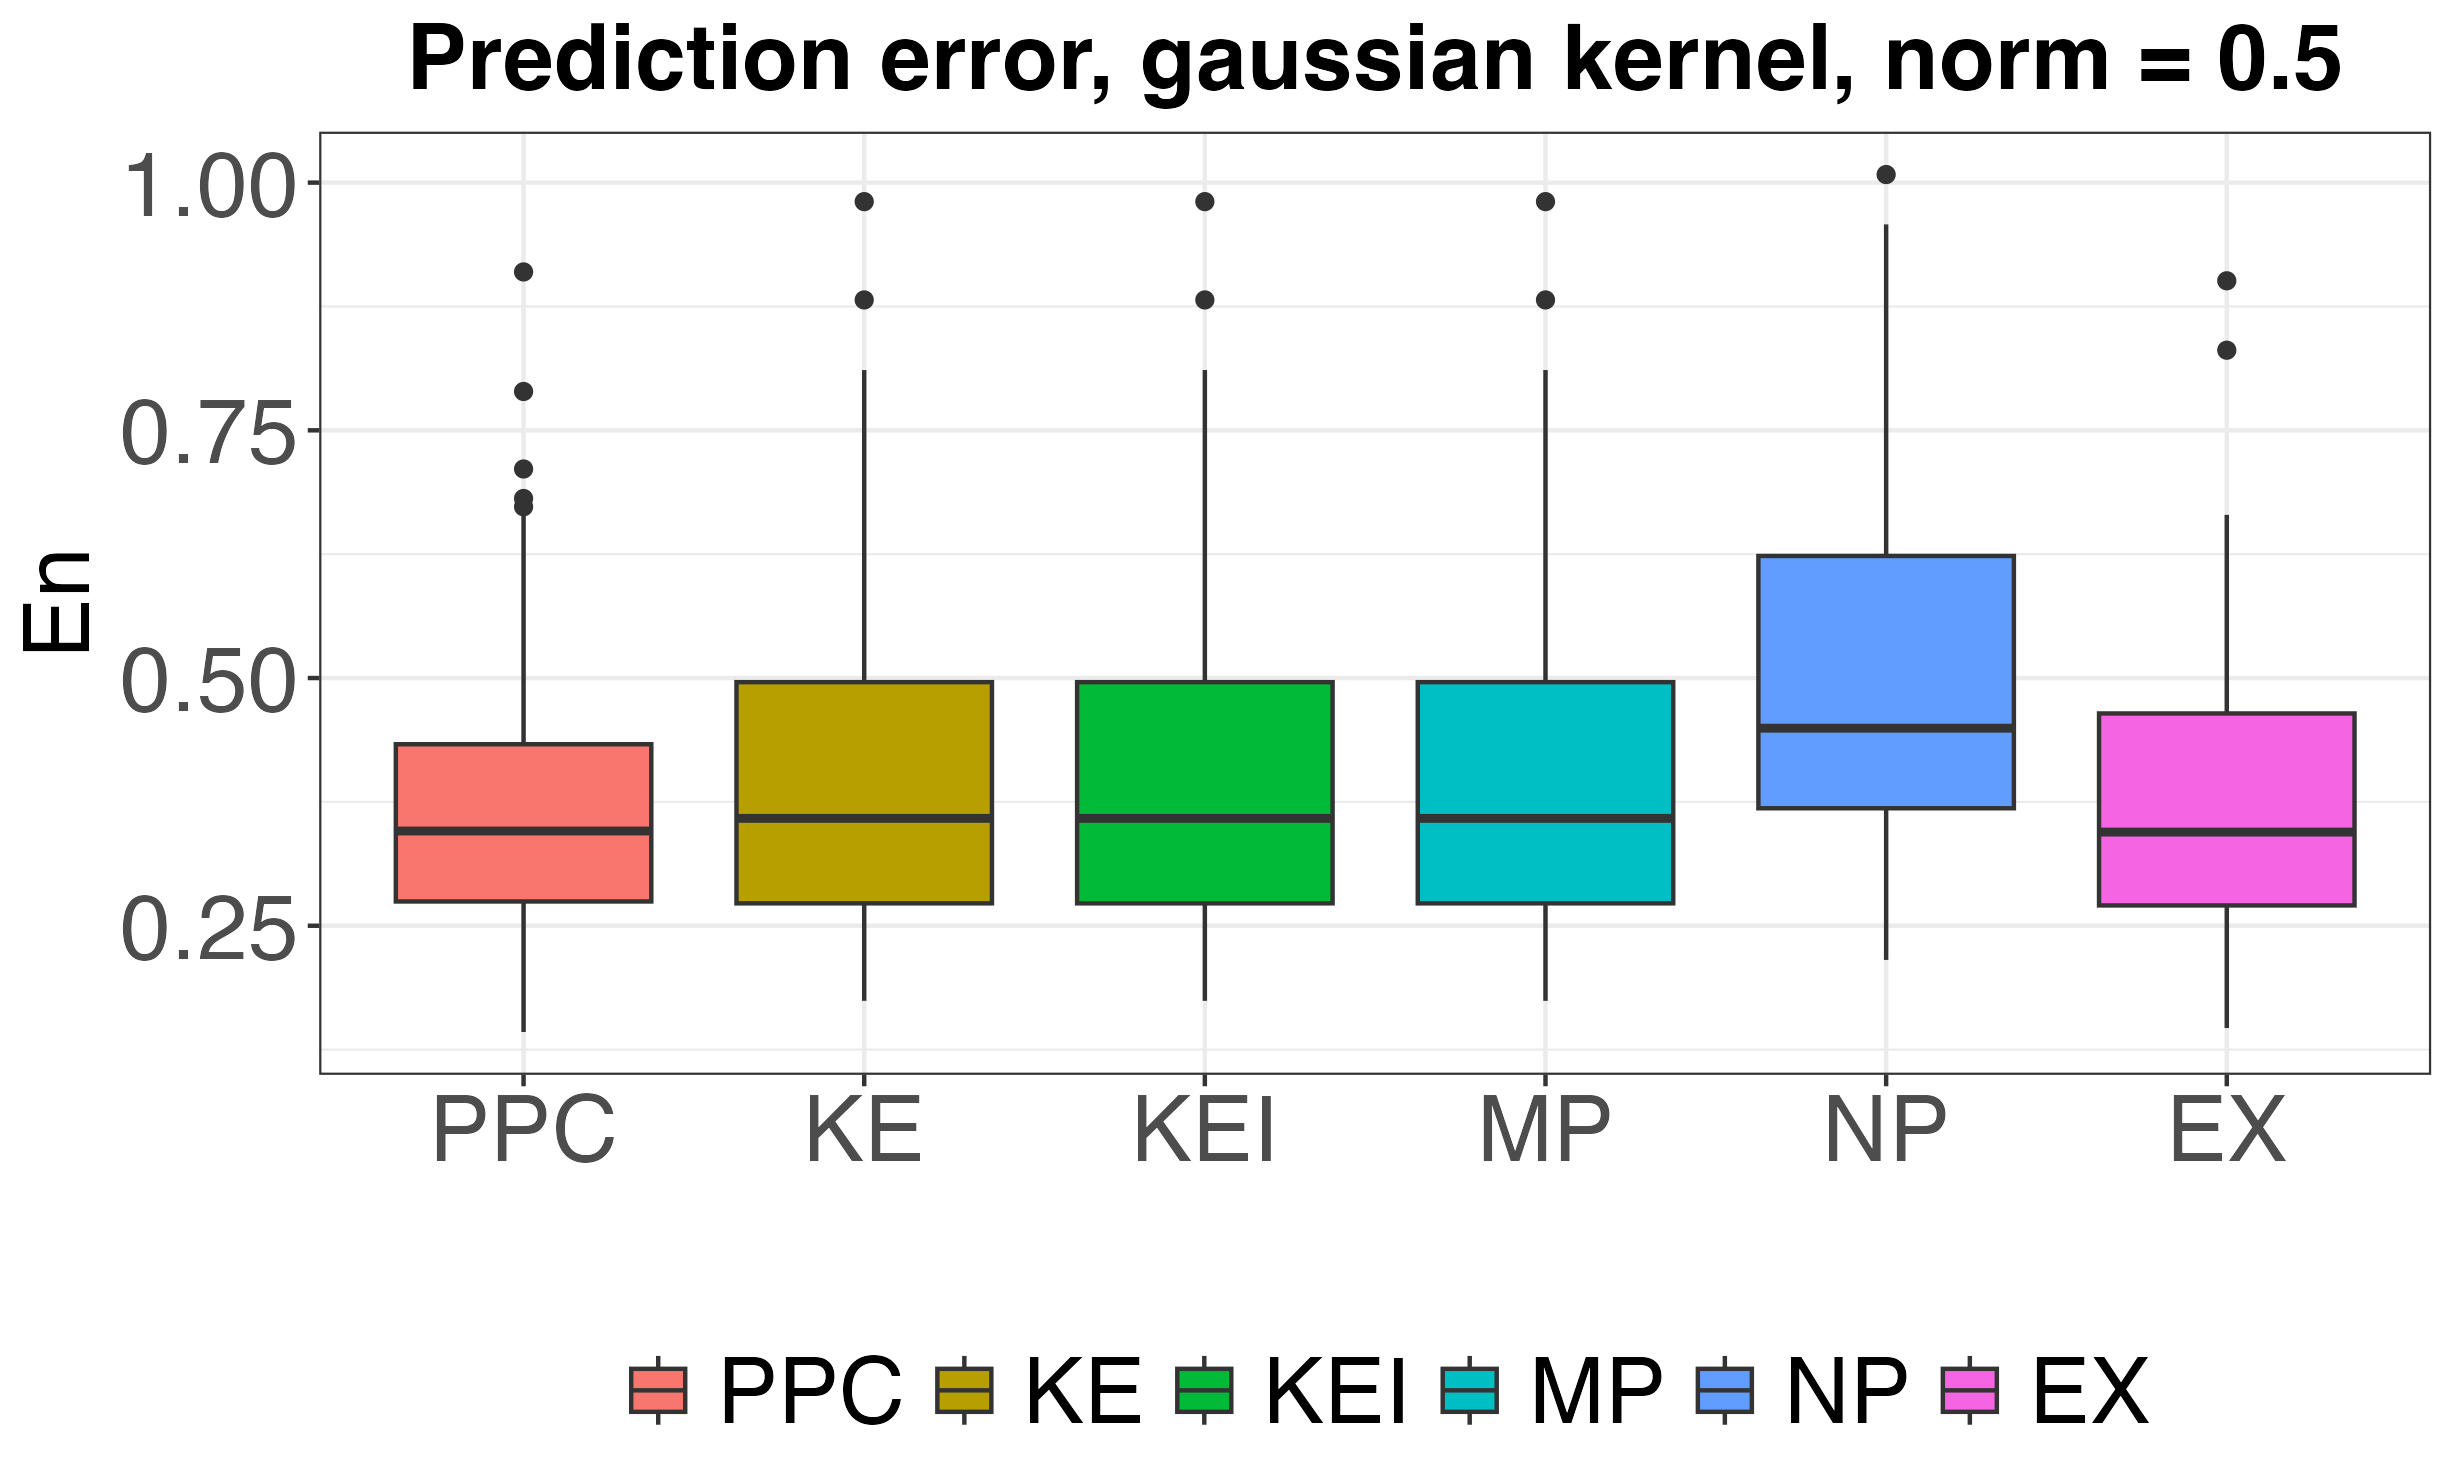 Prediction error, gaussian kernel, norm = 0.5
1.00
0.75
0.50
0.25
En
PPC KE KEI MP NP EX
PPC KE KEI MP NP EX